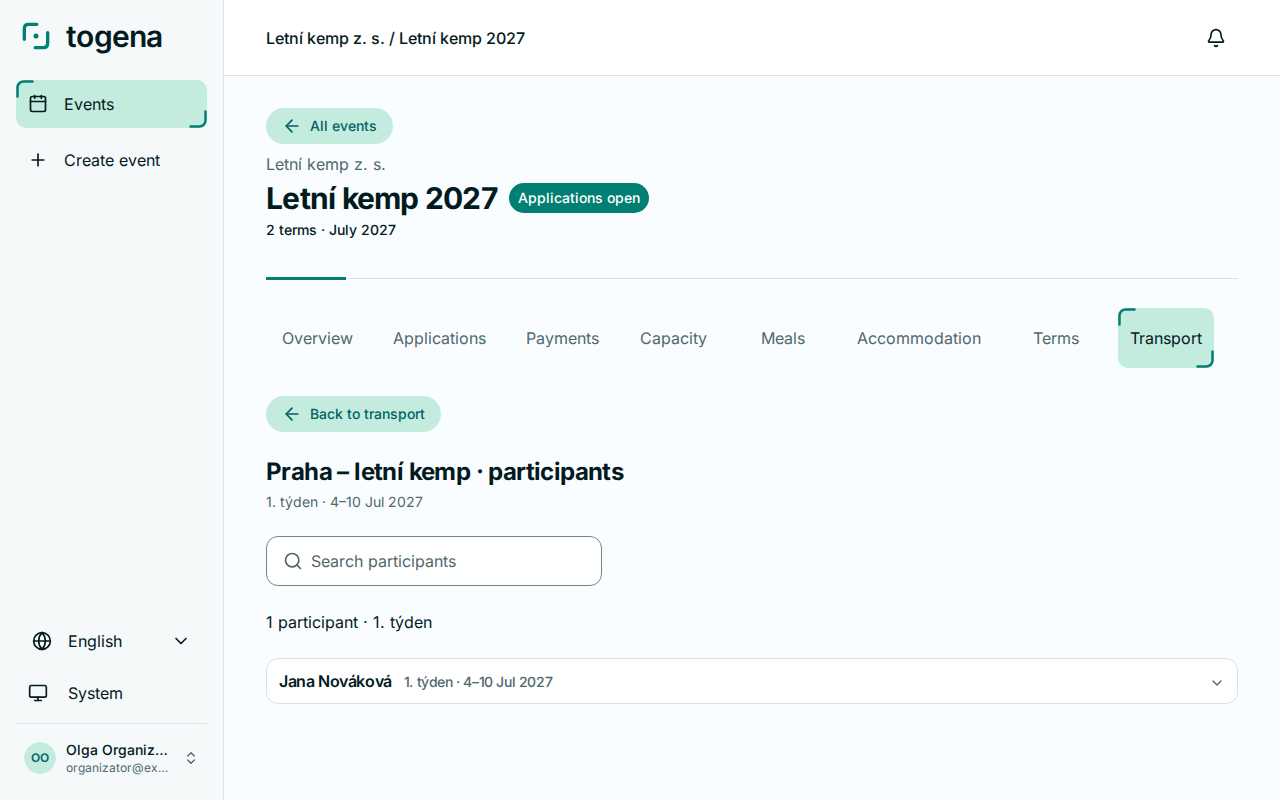 togena
Letní kemp z. s. / Letní kemp 2027
Events
Create event
All events
Letní kemp z. s.
Letní kemp 2027
Applications open
2 terms · July 2027
Overview
Applications
Payments
Capacity
Meals
Accommodation
Terms
Transport
Back to transport
Praha – letní kemp · participants
1. týden · 4–10 Jul 2027
Search participants
1 participant · 1. týden
Jana Nováková 1. týden · 4–10 Jul 2027
English
System
OO
Olga Organiz...
organizator@ex...